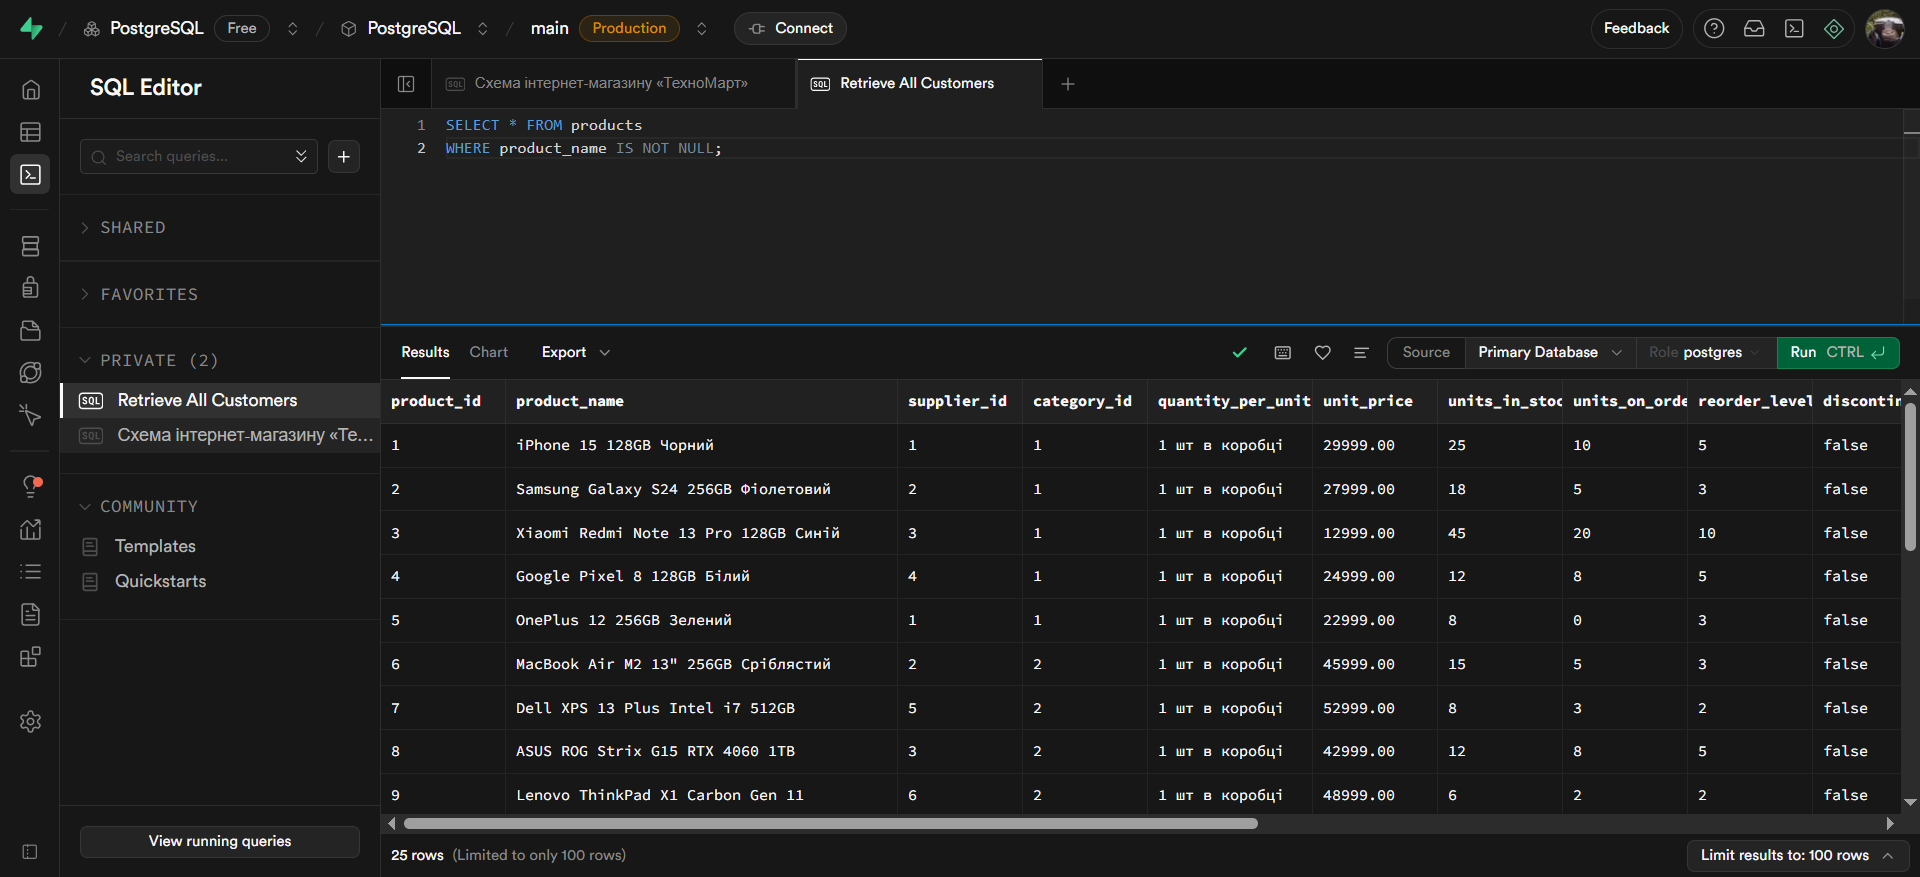 PostgreSQL Free PostgreSQL main Production Connect Feedback
SQL Editor
SQL Схема інтернет-магазину «ТехноМарт» SQL Retrieve All Customers
1 SELECT * FROM products
2 WHERE product_name IS NOT NULL;
Search queries...
SHARED
FAVORITES
PRIVATE (2)
SQL Retrieve All Customers
SQL Схема інтернет-магазину «Те...
COMMUNITY
Templates
Quickstarts
View running queries
Results Chart Export Source Primary Database Role postgres Run CTRL
product_id product_name supplier_id category_id quantity_per_unit unit_price units_in_stoc units_on_orde reorder_level discontin
1 iPhone 15 128GB Чорний 1 1 1 шт в коробці 29999.00 25 10 5 false
2 Samsung Galaxy S24 256GB Фіолетовий 2 1 1 шт в коробці 27999.00 18 5 3 false
3 Xiaomi Redmi Note 13 Pro 128GB Синій 3 1 1 шт в коробці 12999.00 45 20 10 false
4 Google Pixel 8 128GB Білий 4 1 1 шт в коробці 24999.00 12 8 5 false
5 OnePlus 12 256GB Зелений 1 1 1 шт в коробці 22999.00 8 0 3 false
6 MacBook Air M2 13" 256GB Сріблястий 2 2 1 шт в коробці 45999.00 15 5 3 false
7 Dell XPS 13 Plus Intel i7 512GB 5 2 1 шт в коробці 52999.00 8 3 2 false
8 ASUS ROG Strix G15 RTX 4060 1TB 3 2 1 шт в коробці 42999.00 12 8 5 false
9 Lenovo ThinkPad X1 Carbon Gen 11 6 2 1 шт в коробці 48999.00 6 2 2 false
25 rows (Limited to only 100 rows) Limit results to: 100 rows